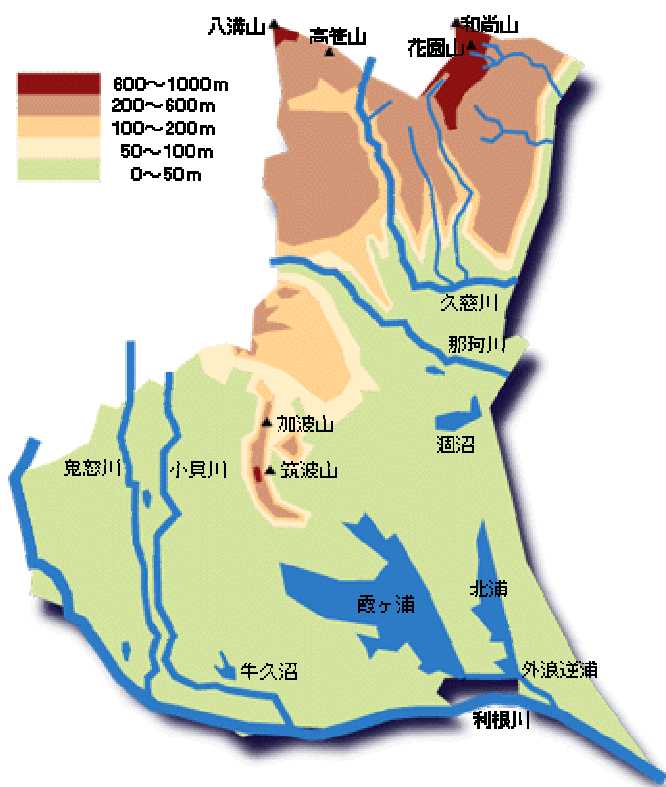 八溝山
高笹山
和尚山
花園山
600～1000m
200～600m
100～200m
50～100m
0～50m
久慈川
那珂川
加波山
涸沼
鬼怒川
小貝川
筑波山
北浦
霞ヶ浦
牛久沼
外浪逆浦
利根川